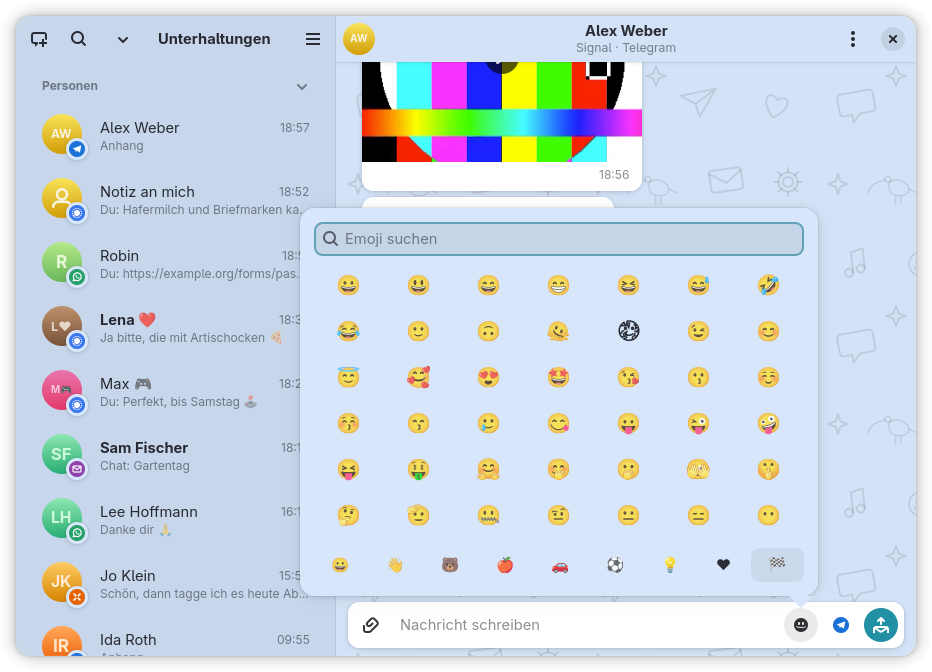 Unterhaltungen
Personen
AW
Alex Weber
18:57
Anhang
Notiz an mich
18:52
Du: Hafermilch und Briefmarken ka...
R
Robin
Du: https://example.org/forms/pas...
L❤
Lena ❤️
Ja bitte, die mit Artischocken 🍕
M🎮
Max 🎮
Du: Perfekt, bis Samstag 🕹️
SF
Sam Fischer
Chat: Gartentag
LH
Lee Hoffmann
Danke dir 🙏
JK
Jo Klein
Schön, dann tagge ich es heute Ab...
IR
Ida Roth
09:55
AW
Alex Weber
Signal · Telegram
18:56
Emoji suchen
Nachricht schreiben